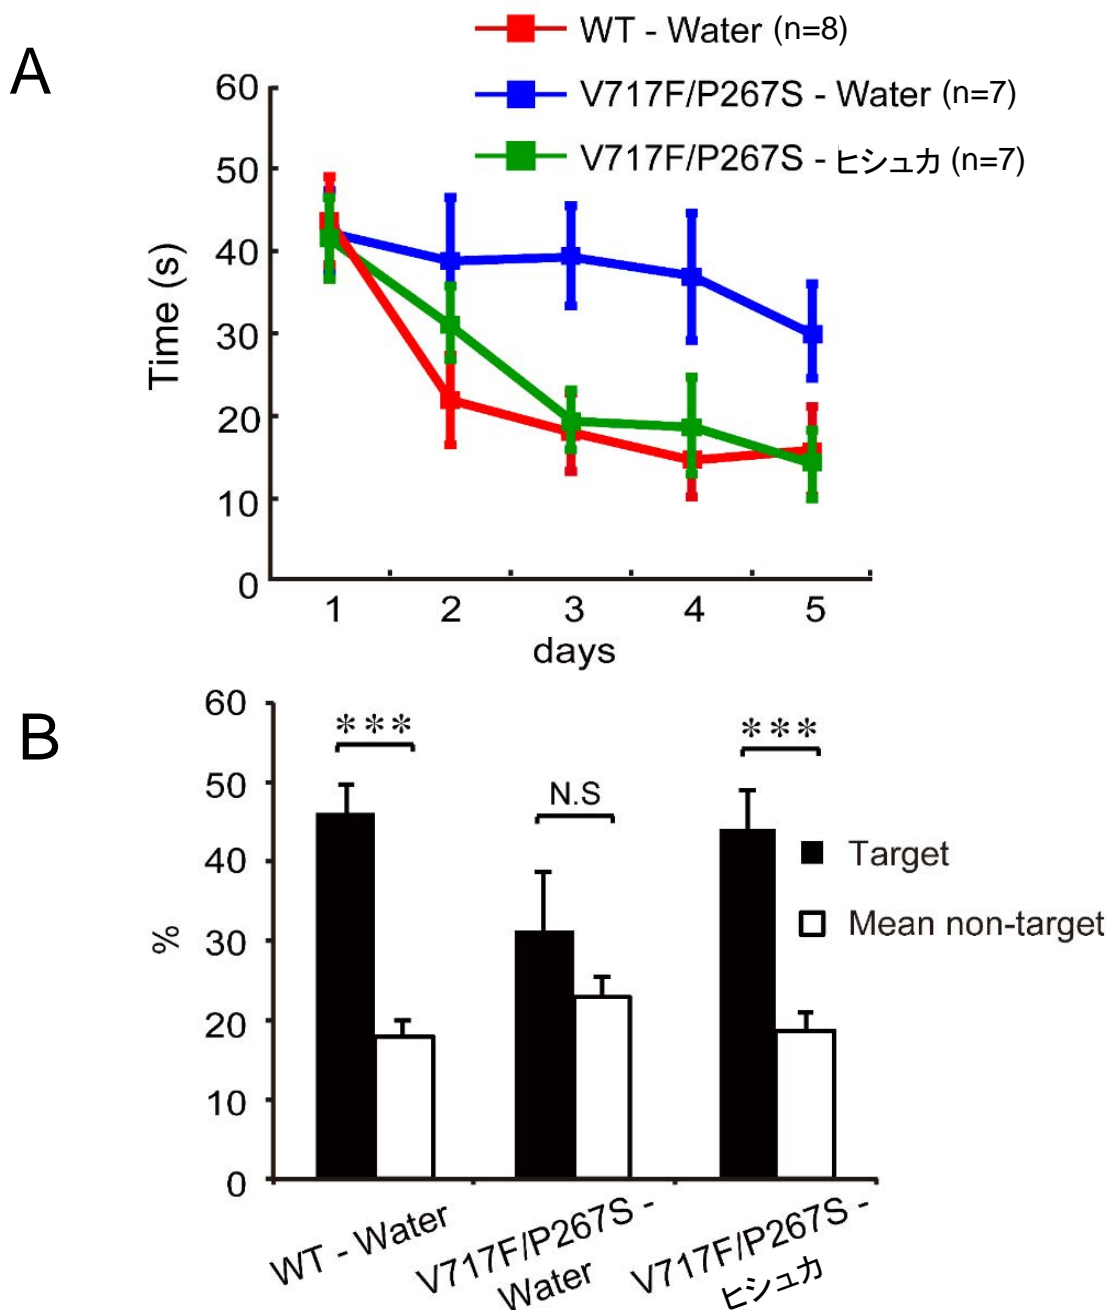 A
WT - Water (n=8)
V717F/P267S - Water (n=7)
V717F/P267S - ヒシュカ (n=7)
60
50
40
30
20
10
0
Time (s)
1 2 3 4 5
days
B
60
50
40
30
20
10
0
%
***
N.S
***
Target
Mean non-target
WT - Water
V717F/P267S -
Water
V717F/P267S -
ヒシュカ